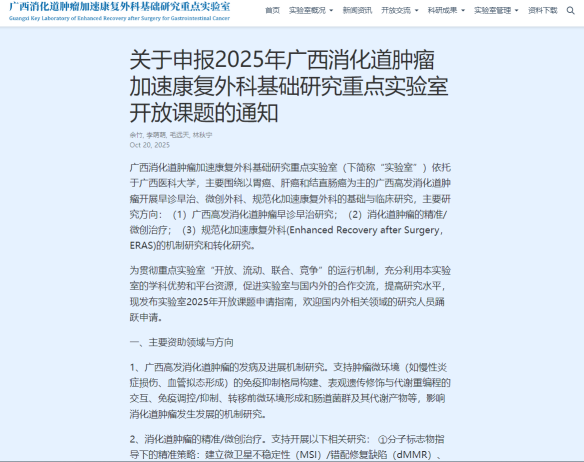 广西消化道肿瘤加速康复外科基础研究重点实验室
Guangxi Key Laboratory of Enhanced Recovery after Surgery for Gastrointestinal Cancer
首页 实验室概况 新闻资讯 开放交流 科研成果 实验室管理 资料下载
关于申报2025年广西消化道肿瘤
加速康复外科基础研究重点实验室
开放课题的通知
余竹, 李晒晒, 毛远天, 林秋宁
Oct 20, 2025
广西消化道肿瘤加速康复外科基础研究重点实验室（下简称“实验室”）依托
于广西医科大学，主要围绕以胃癌、肝癌和结直肠癌为主的广西高发消化道肿
瘤开展早诊早治、微创外科、规范化加速康复外科的基础与临床研究，主要研
究方向：（1）广西高发消化道肿瘤早诊早治研究；（2）消化道肿瘤的精准/
微创治疗；（3）规范化加速康复外科(Enhanced Recovery after Surgery，
ERAS)的机制研究和转化研究。
为贯彻重点实验室“开放、流动、联合、竞争”的运行机制，充分利用本实验
室的学科优势和平台资源，促进实验室与国内外的合作交流，提高研究水平，
现发布实验室2025年开放课题申请指南，欢迎国内外相关领域的研究人员踊
跃申请。
一、主要资助领域与方向
1、广西高发消化道肿瘤的发病及进展机制研究。支持肿瘤微环境（如慢性炎
症损伤、血管拟态形成）的免疫抑制格局构建、表观遗传修饰与代谢重编程的
交互、免疫调控/抑制、转移前微环境形成和肠道菌群及其代谢产物等，影响
消化道肿瘤发生发展的机制研究。
2、消化道肿瘤的精准/微创治疗。支持开展以下相关研究： ①分子标志物指
导下的精准策略：建立微卫星不稳定性（MSI）/错配修复缺陷（dMMR）、